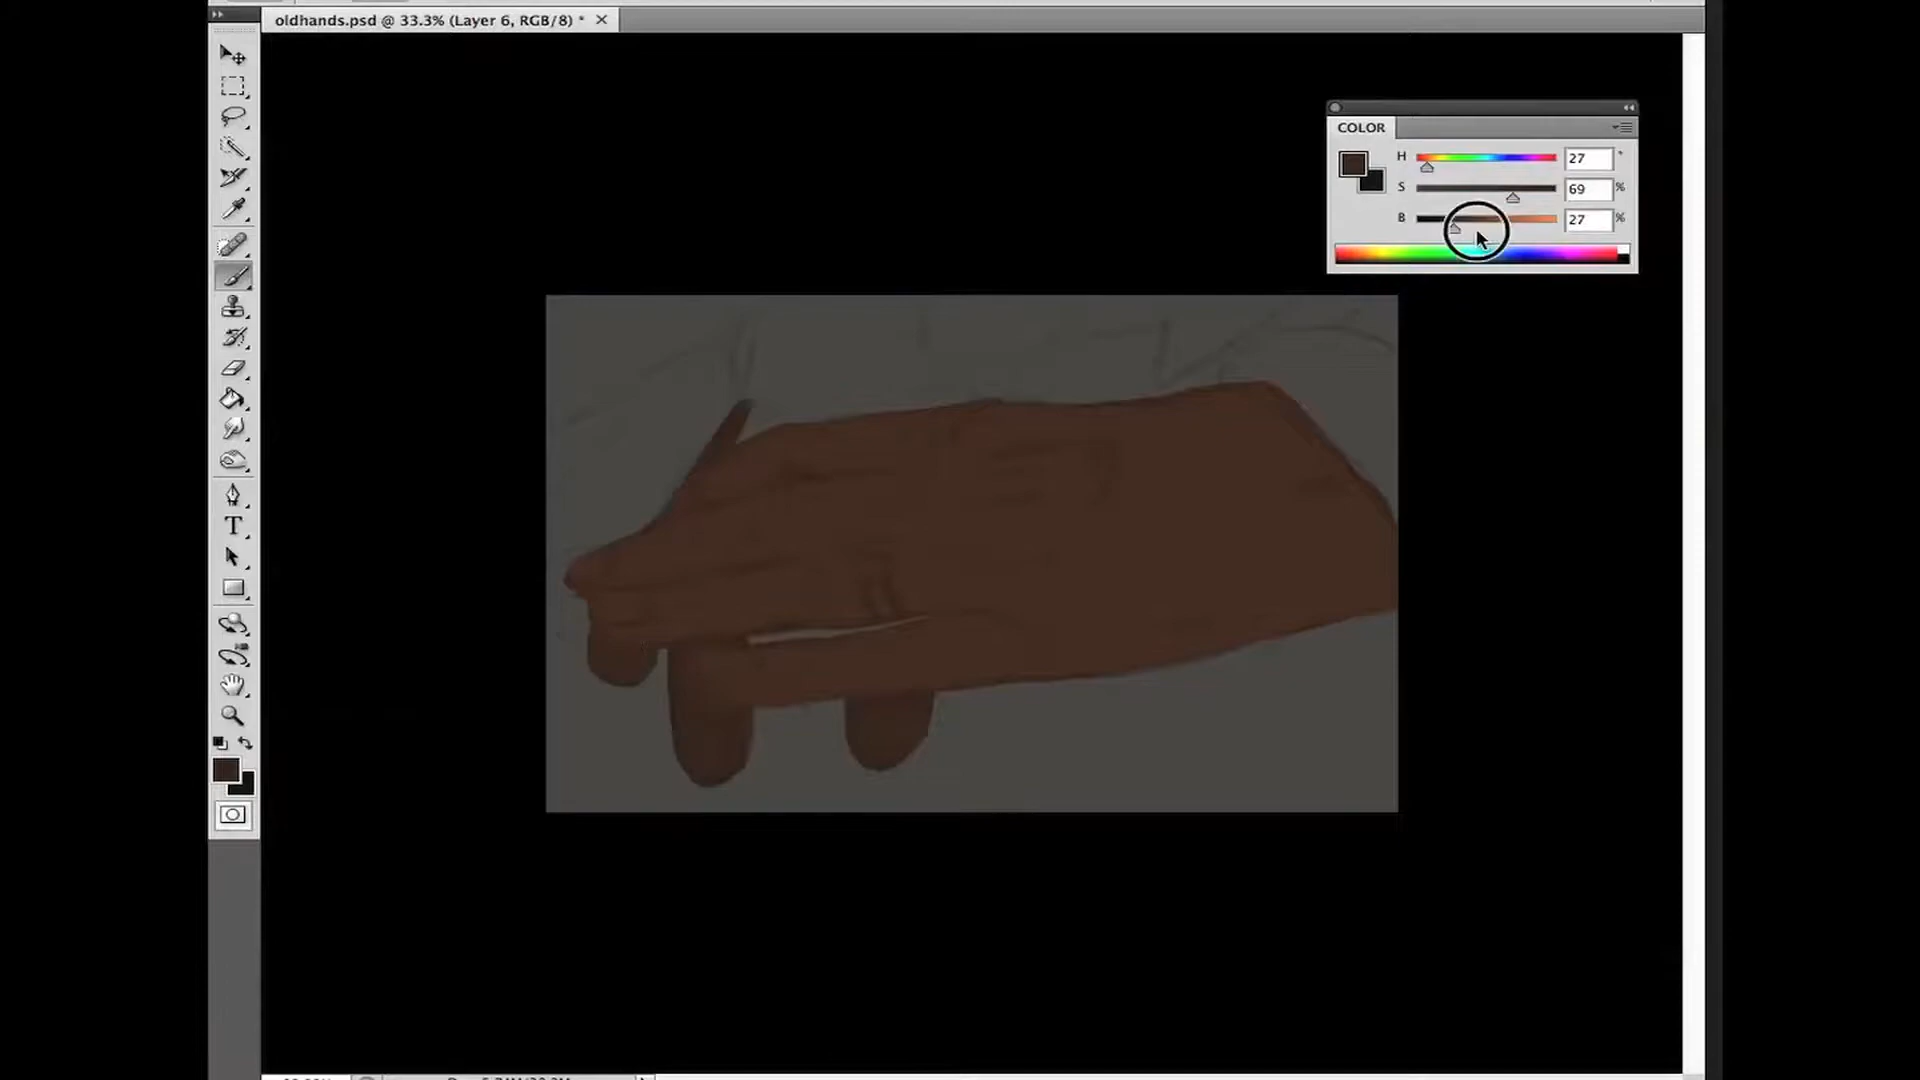 oldhands.psd @ 33.3% (Layer 6, RGB/8) *
COLOR
H 27 °
S 69 %
B 27 %
T